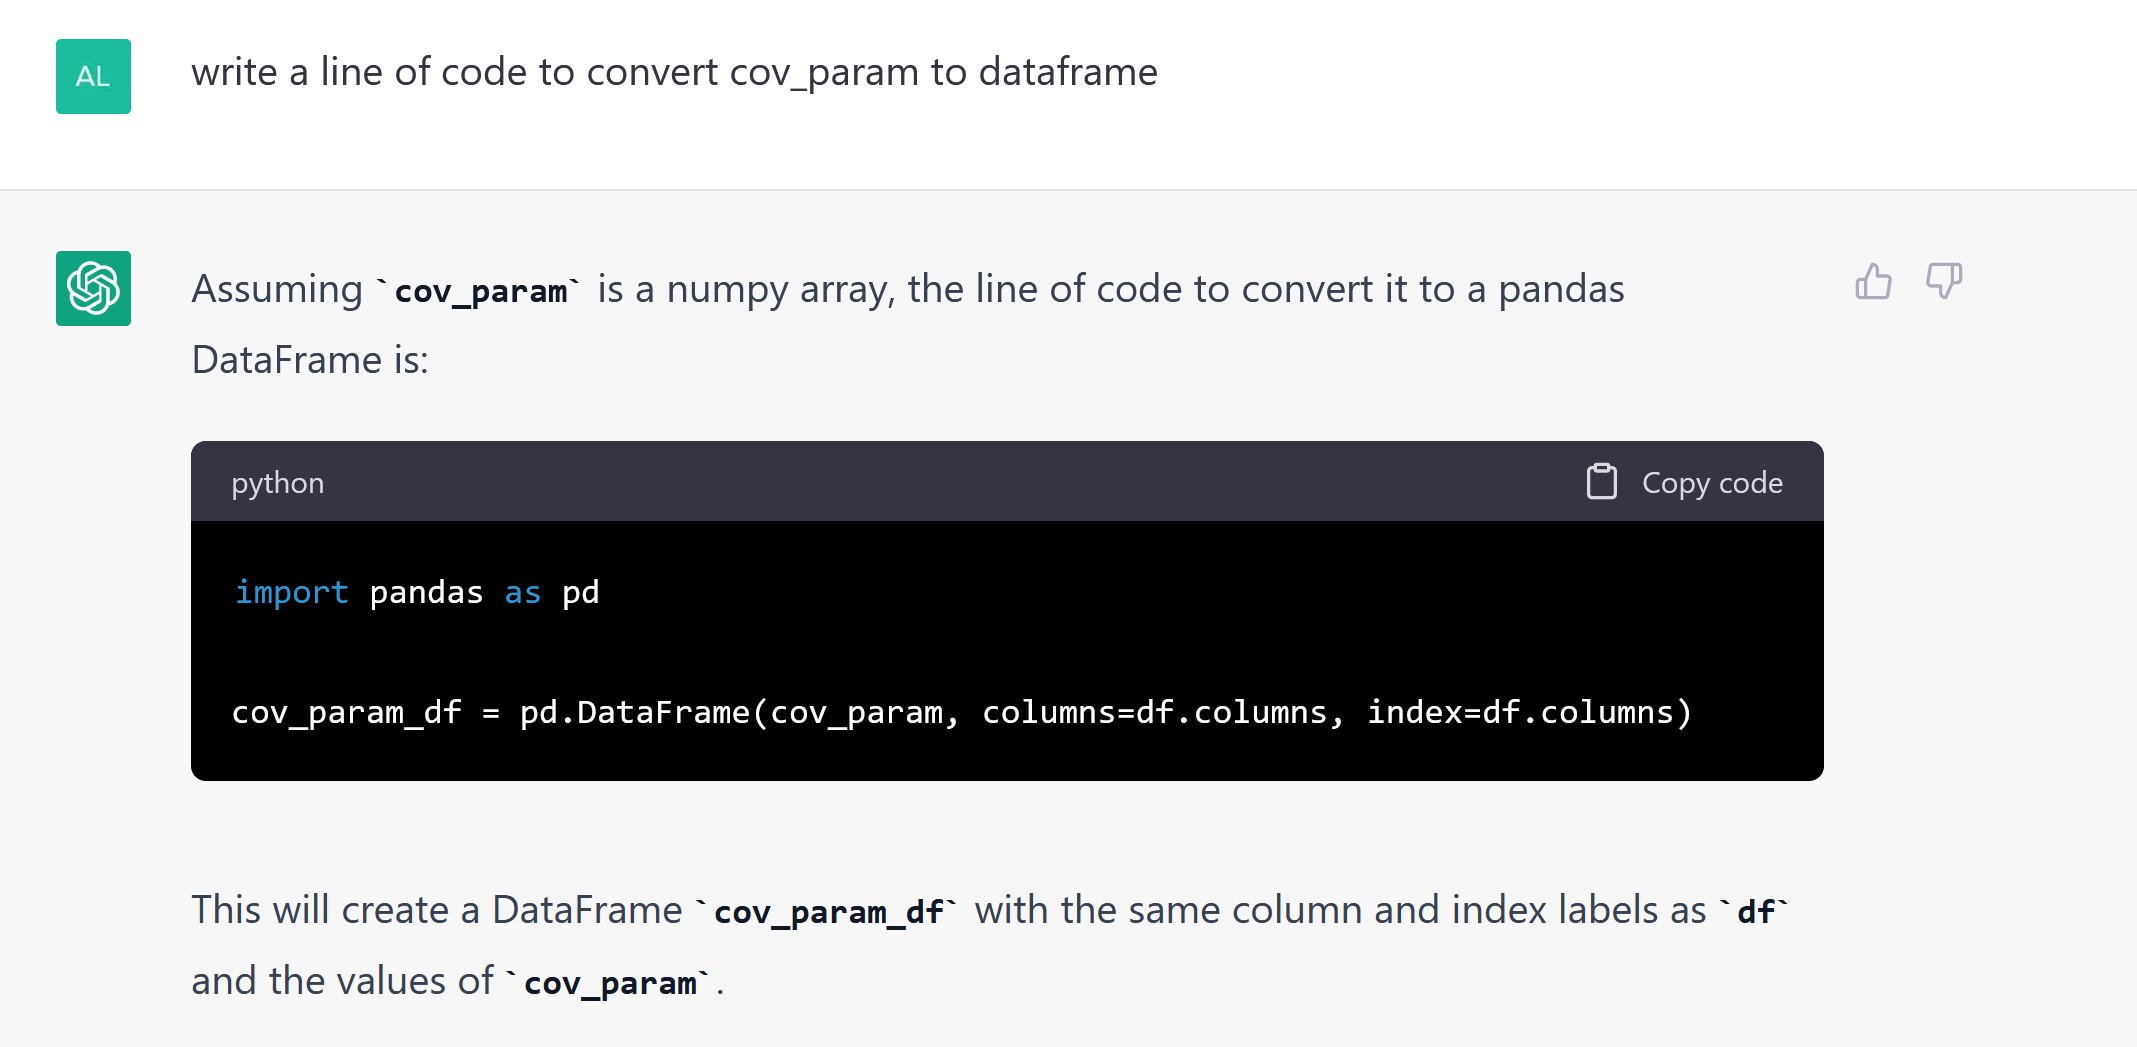 AL
write a line of code to convert cov_param to dataframe
Assuming `cov_param` is a numpy array, the line of code to convert it to a pandas
DataFrame is:
python
Copy code
import pandas as pd
cov_param_df = pd.DataFrame(cov_param, columns=df.columns, index=df.columns)
This will create a DataFrame `cov_param_df` with the same column and index labels as `df`
and the values of `cov_param`.